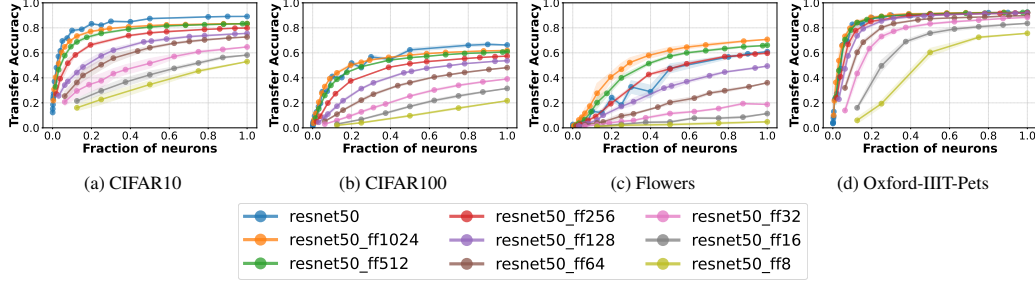 Transfer Accuracy
1.0
0.8
0.6
0.4
0.2
0.0
0.0 0.2 0.4 0.6 0.8 1.0
Fraction of neurons
(a) CIFAR10
Transfer Accuracy
1.0
0.8
0.6
0.4
0.2
0.0
0.0 0.2 0.4 0.6 0.8 1.0
Fraction of neurons
(b) CIFAR100
Transfer Accuracy
1.0
0.8
0.6
0.4
0.2
0.0
0.0 0.2 0.4 0.6 0.8 1.0
Fraction of neurons
(c) Flowers
Transfer Accuracy
1.0
0.8
0.6
0.4
0.2
0.0
0.0 0.2 0.4 0.6 0.8 1.0
Fraction of neurons
(d) Oxford-IIIT-Pets
resnet50 resnet50_ff256 resnet50_ff32
resnet50_ff1024 resnet50_ff128 resnet50_ff16
resnet50_ff512 resnet50_ff64 resnet50_ff8